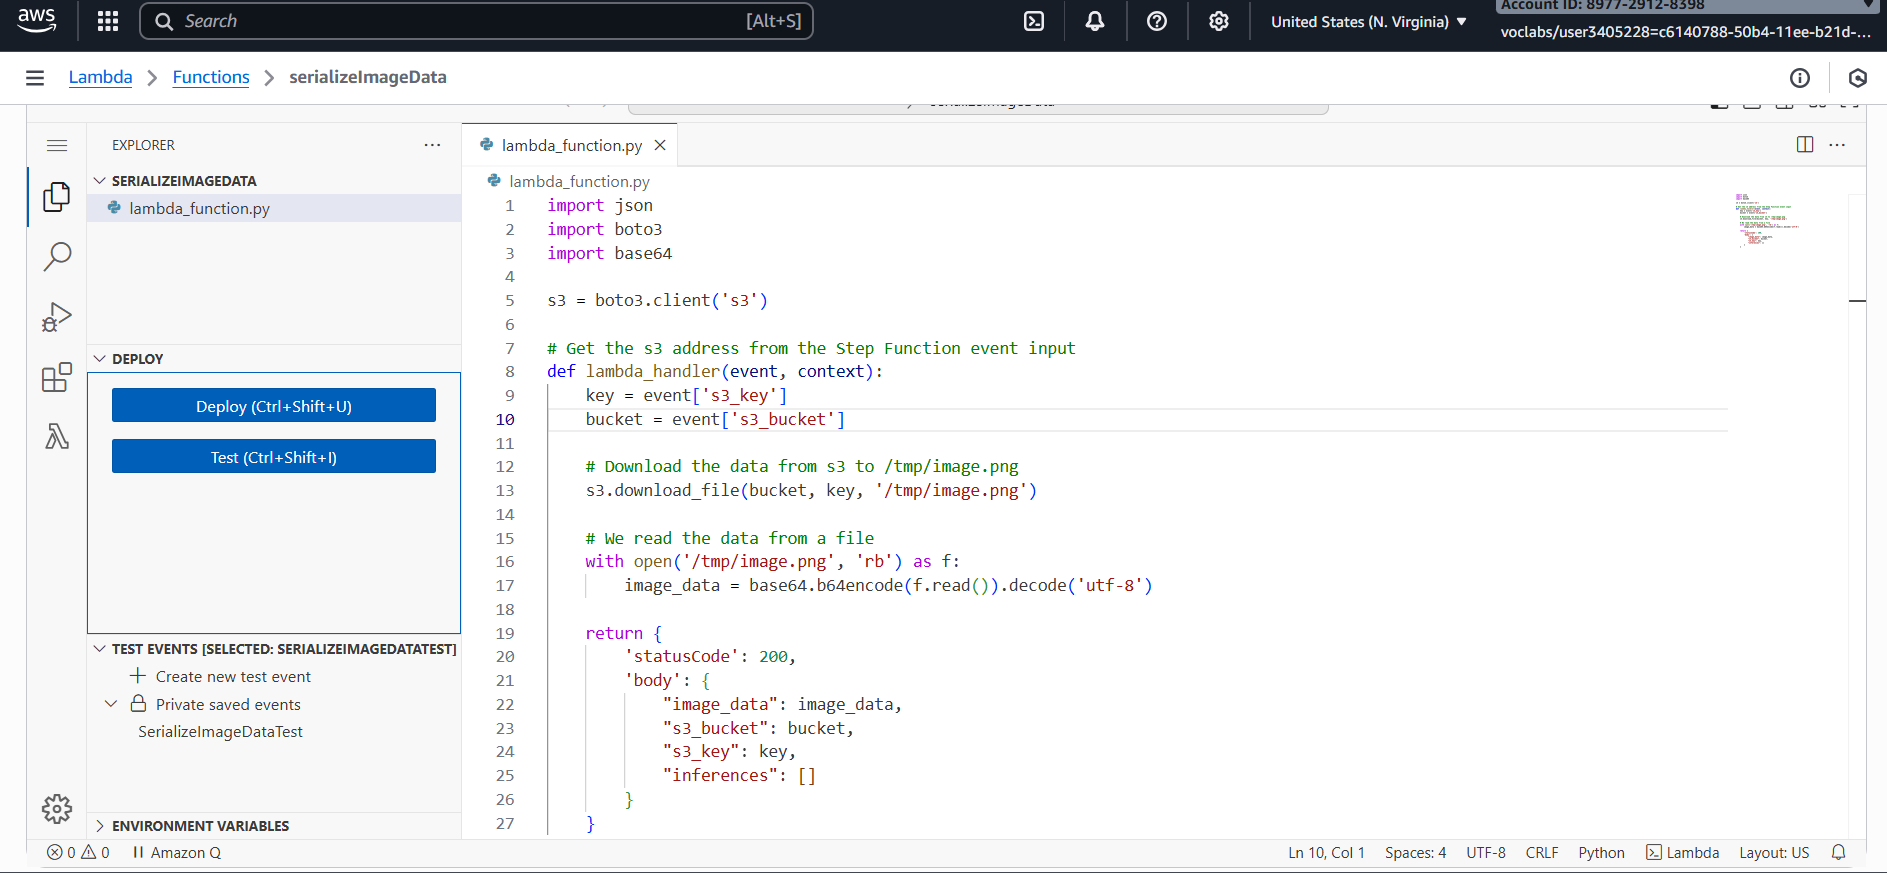 aws
Search
[Alt+S]
United States (N. Virginia) ▼
Account ID: 8977-2912-8398
voclabs/user3405228=c6140788-50b4-11ee-b21d-...
Lambda > Functions > serializeImageData
EXPLORER
SERIALIZEIMAGEDATA
lambda_function.py
DEPLOY
Deploy (Ctrl+Shift+U)
Test (Ctrl+Shift+I)
TEST EVENTS [SELECTED: SERIALIZEIMAGEDATATEST]
Create new test event
Private saved events
SerializeImageDataTest
ENVIRONMENT VARIABLES
lambda_function.py
lambda_function.py
1 import json
2 import boto3
3 import base64
4
5 s3 = boto3.client('s3')
6
7 # Get the s3 address from the Step Function event input
8 def lambda_handler(event, context):
9     key = event['s3_key']
10     bucket = event['s3_bucket']
11
12     # Download the data from s3 to /tmp/image.png
13     s3.download_file(bucket, key, '/tmp/image.png')
14
15     # We read the data from a file
16     with open('/tmp/image.png', 'rb') as f:
17         image_data = base64.b64encode(f.read()).decode('utf-8')
18
19     return {
20         'statusCode': 200,
21         'body': {
22             "image_data": image_data,
23             "s3_bucket": bucket,
24             "s3_key": key,
25             "inferences": []
26         }
27     }
0 0 Amazon Q
Ln 10, Col 1 Spaces: 4 UTF-8 CRLF Python Lambda Layout: US